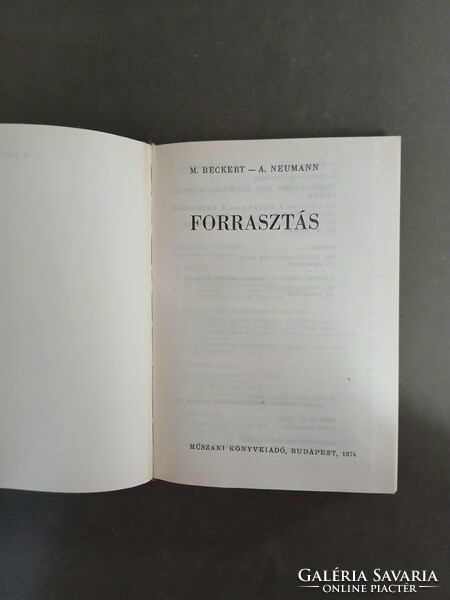 M. BECKERT — A. NEUMANN
FORRASZTÁS
MŰSZAKI KÖNYVKIADÓ, BUDAPEST, 1974
GALÉRIA SAVARIA
ONLINE PIACTÉR